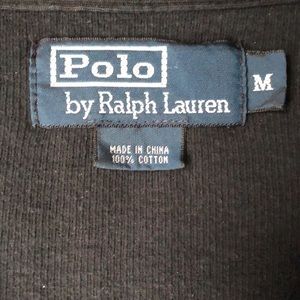 Polo
by Ralph Lauren
M
MADE IN CHINA
100% COTTON